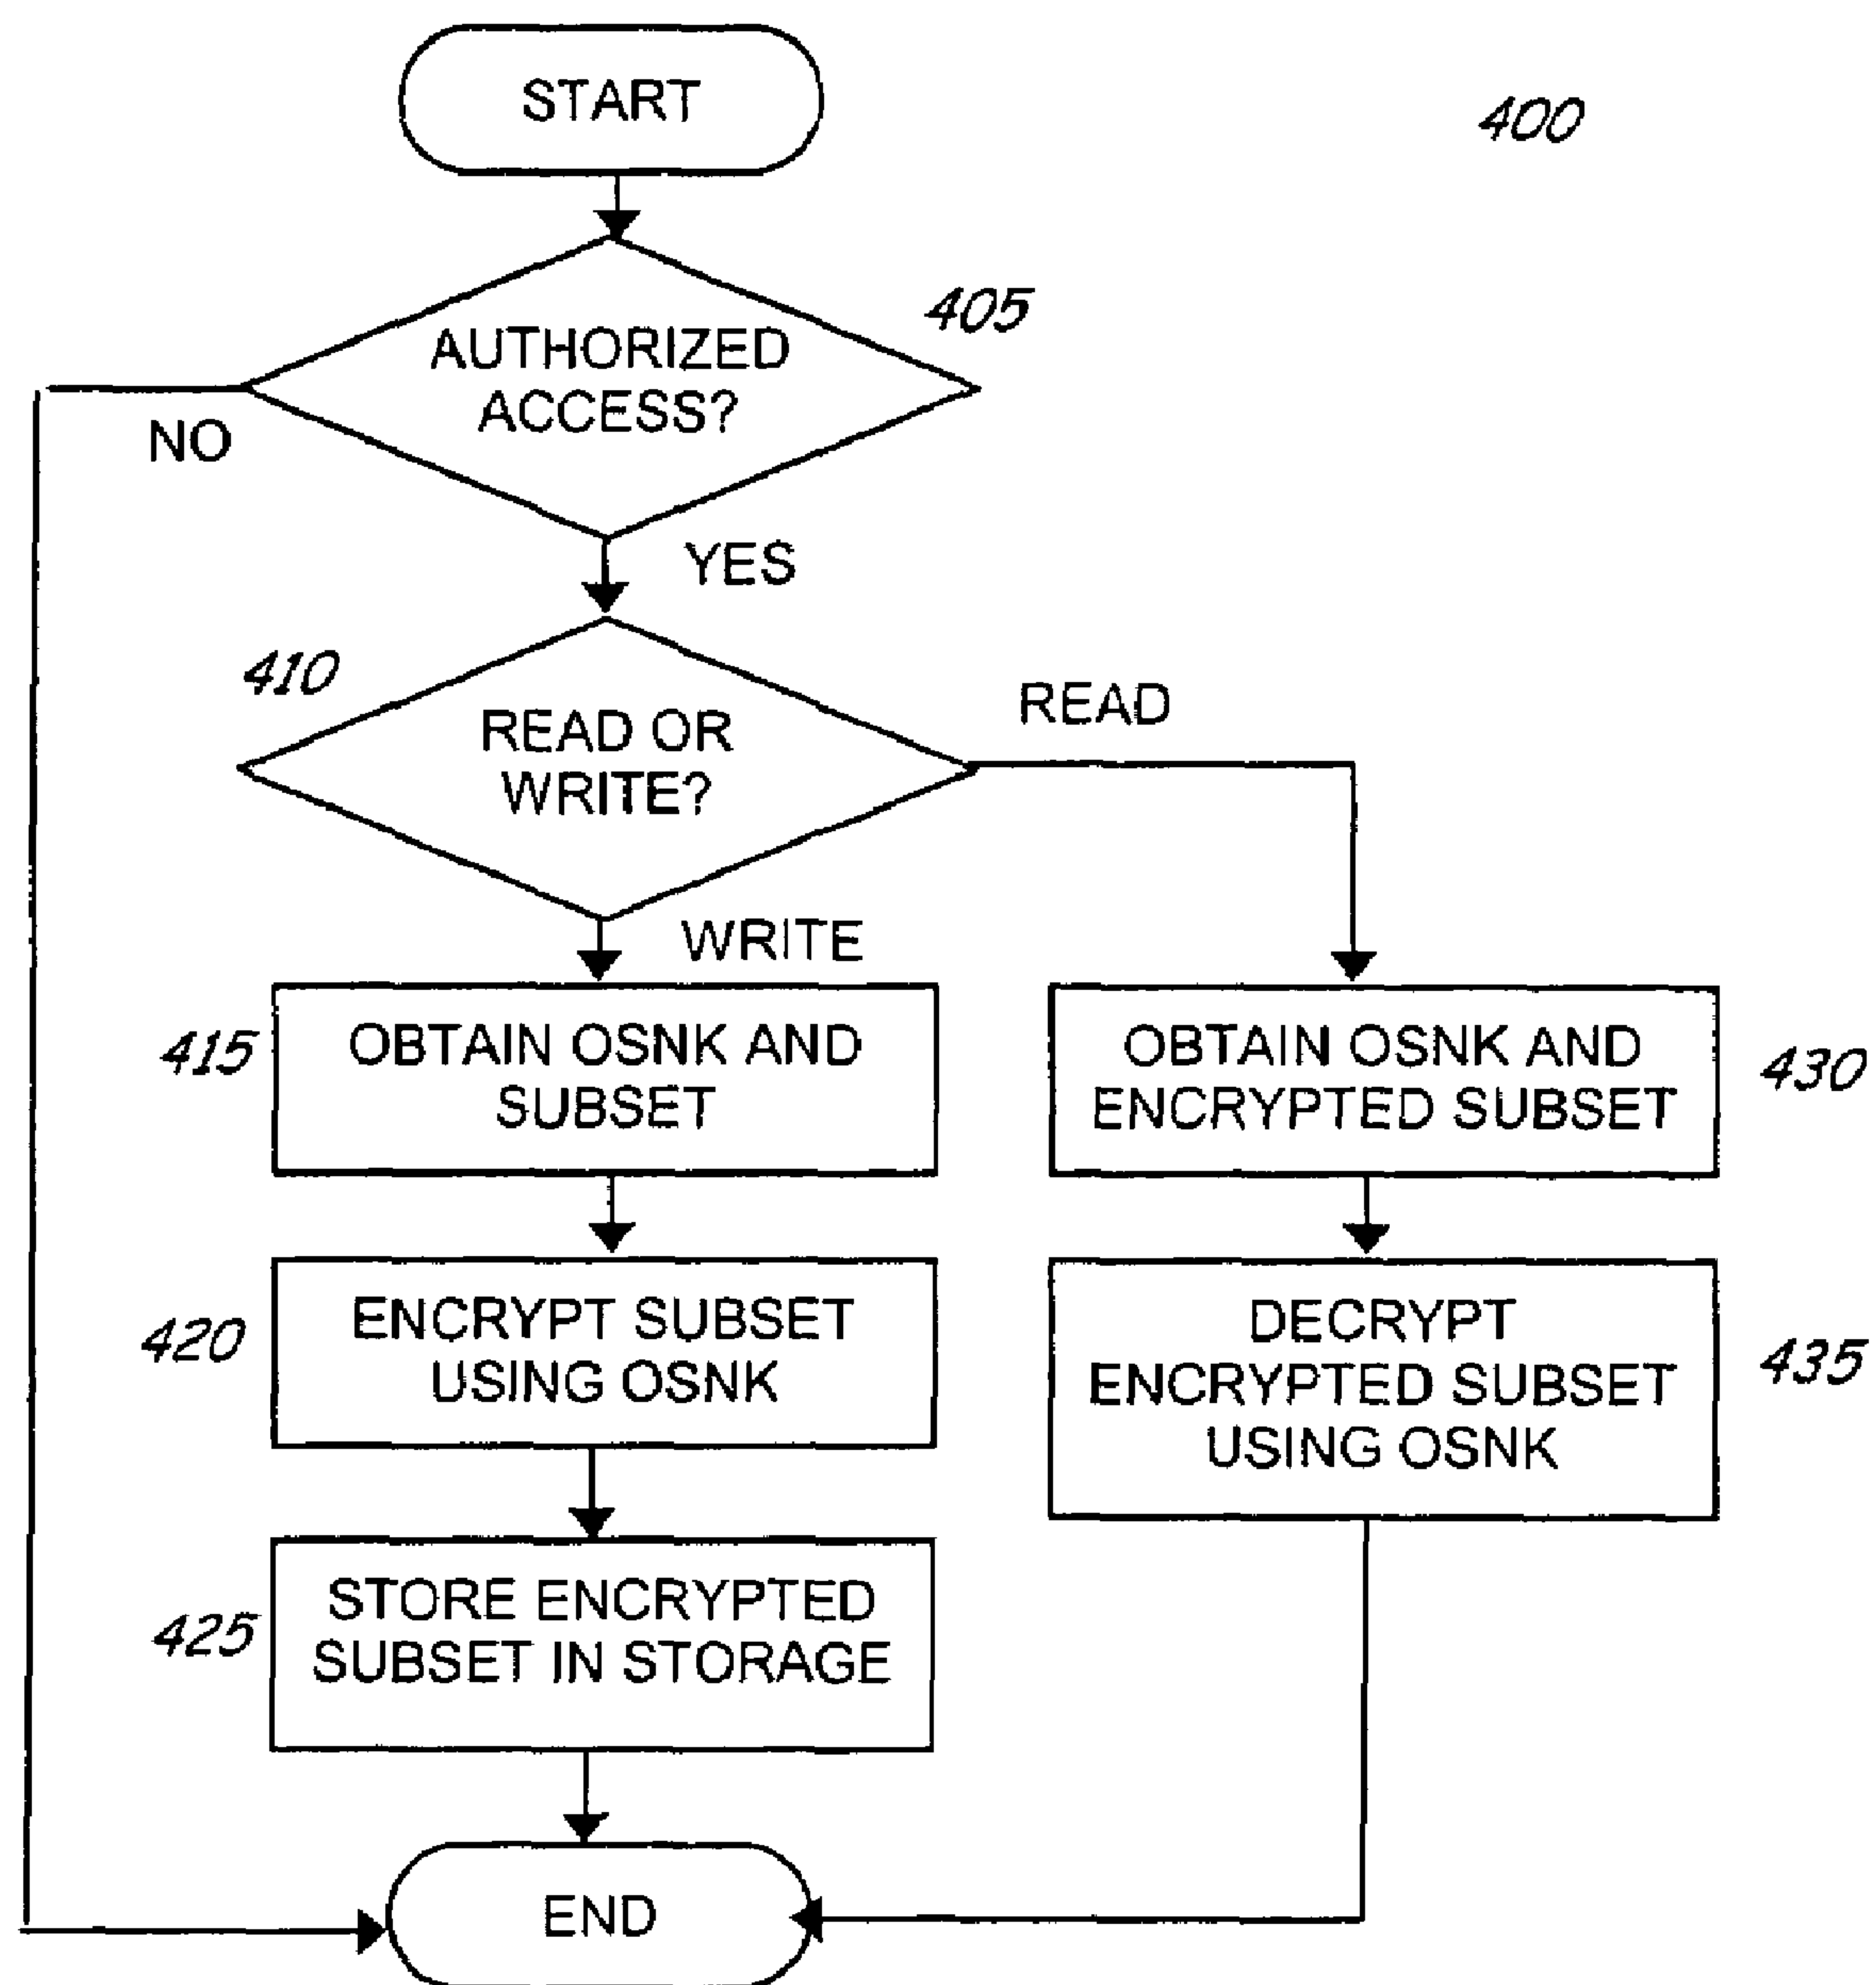 START
400
405
AUTHORIZED
ACCESS?
NO
YES
410
READ OR
WRITE?
READ
WRITE
415
OBTAIN OSNK AND
SUBSET
OBTAIN OSNK AND
ENCRYPTED SUBSET
430
420
ENCRYPT SUBSET
USING OSNK
DECRYPT
ENCRYPTED SUBSET
USING OSNK
435
425
STORE ENCRYPTED
SUBSET IN STORAGE
END